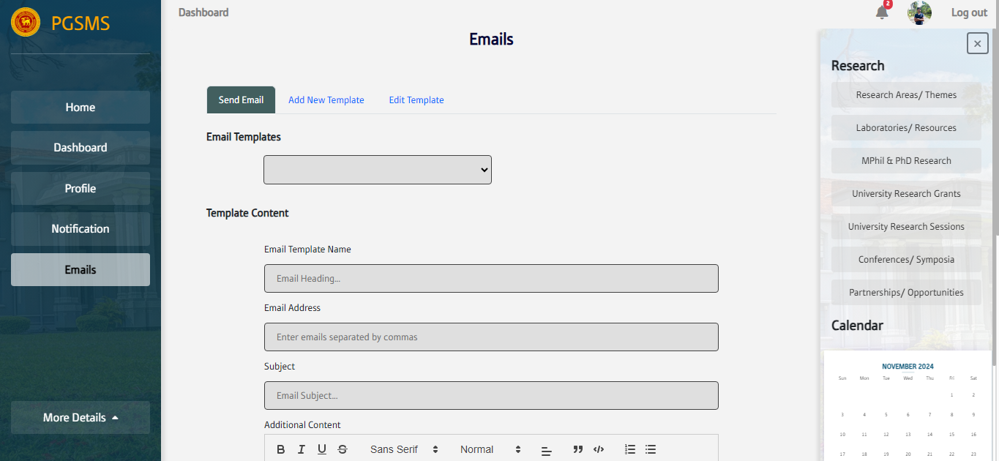 PGSMS
Home
Dashboard
Profile
Notification
Emails
More Details
Dashboard
2
Log out
Emails
Send Email
Add New Template
Edit Template
Email Templates
Template Content
Email Template Name
Email Heading...
Email Address
Enter emails separated by commas
Subject
Email Subject...
Additional Content
B I U S Sans Serif Normal
Research
Research Areas/ Themes
Laboratories/ Resources
MPhil & PhD Research
University Research Grants
University Research Sessions
Conferences/ Symposia
Partnerships/ Opportunities
Calendar
NOVEMBER 2024
Sun Mon Tue Wed Thu Fri Sat
1 2
3 4 5 6 7 8 9
10 11 12 13 14 15 16
17 18 19 20 21 22 23